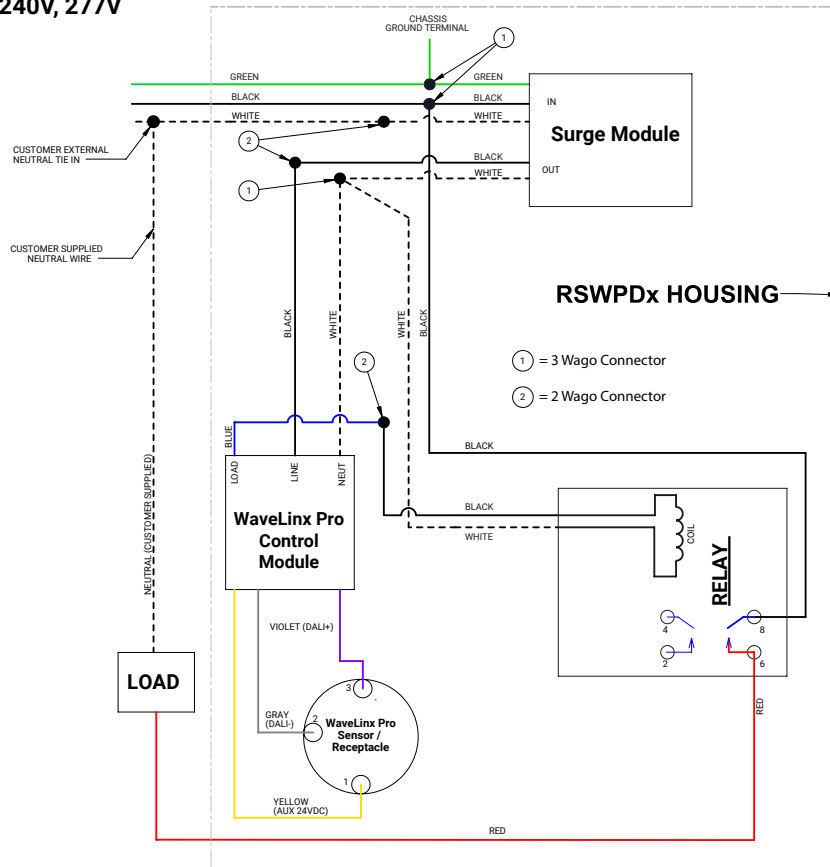 240V, 277V
CHASSIS
GROUND TERMINAL
1
GREEN
GREEN
BLACK
BLACK
IN
WHITE
WHITE
Surge Module
CUSTOMER EXTERNAL
NEUTRAL TIE IN
2
BLACK
OUT
WHITE
1
CUSTOMER SUPPLIED
NEUTRAL WIRE
RSWPDx HOUSING
BLACK
WHITE
WHITE
BLACK
1 = 3 Wago Connector
2
2 = 2 Wago Connector
BLUE
BLACK
LOAD
LINE
NEUT
NEUTRAL (CUSTOMER SUPPLIED)
WaveLinx Pro
Control
Module
BLACK
WHITE
COIL
RELAY
VIOLET (DALI+)
4
8
2
6
LOAD
3
RED
GRAY
(DALI-)
2
WaveLinx Pro
Sensor /
Receptacle
1
YELLOW
(AUX 24VDC)
RED